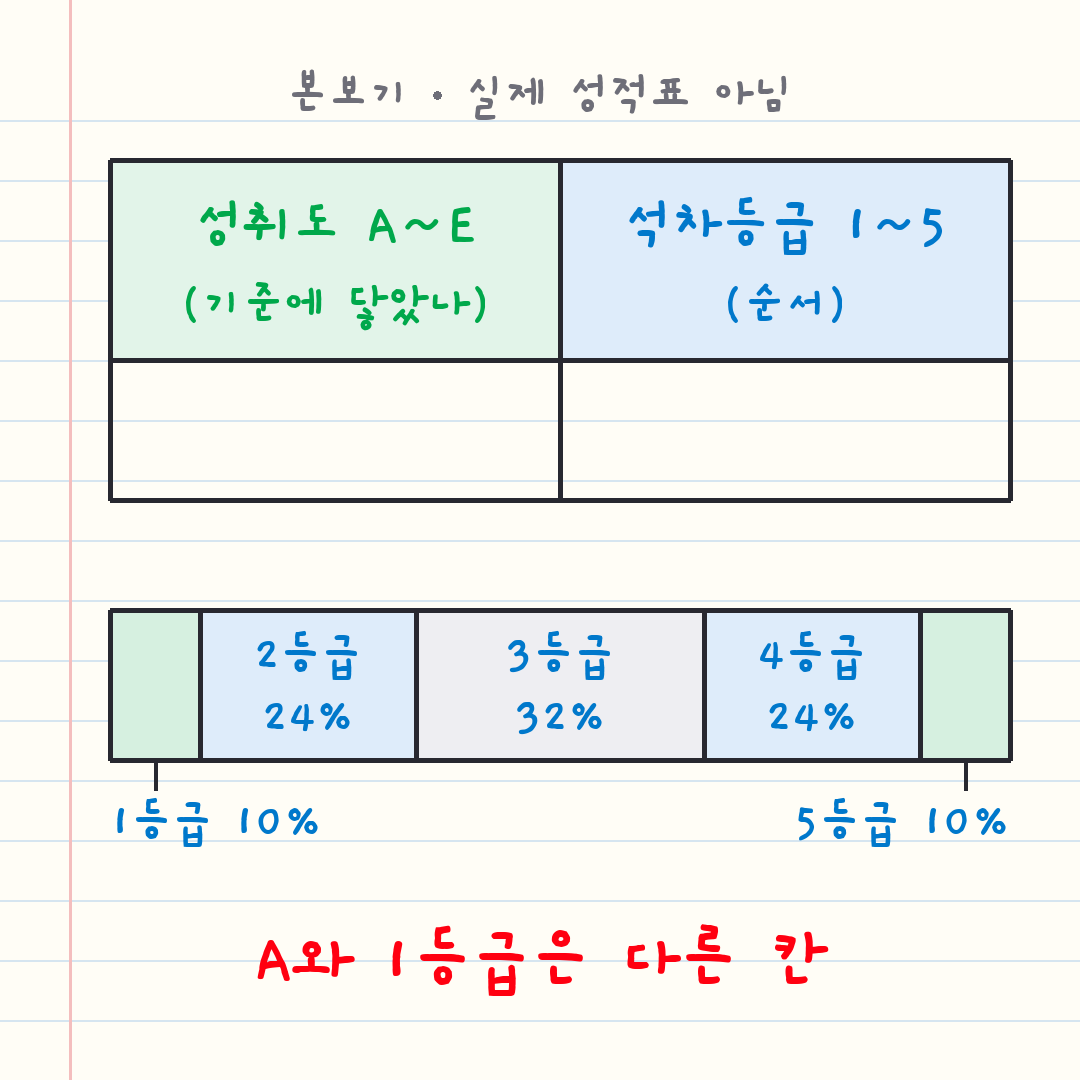 본보기 · 실제 성적표 아님
성취도 A~E
(기준에 닿았나)
석차등급 1~5
(순서)
2등급
24%
3등급
32%
4등급
24%
1등급 10%
5등급 10%
A와 1등급은 다른 칸